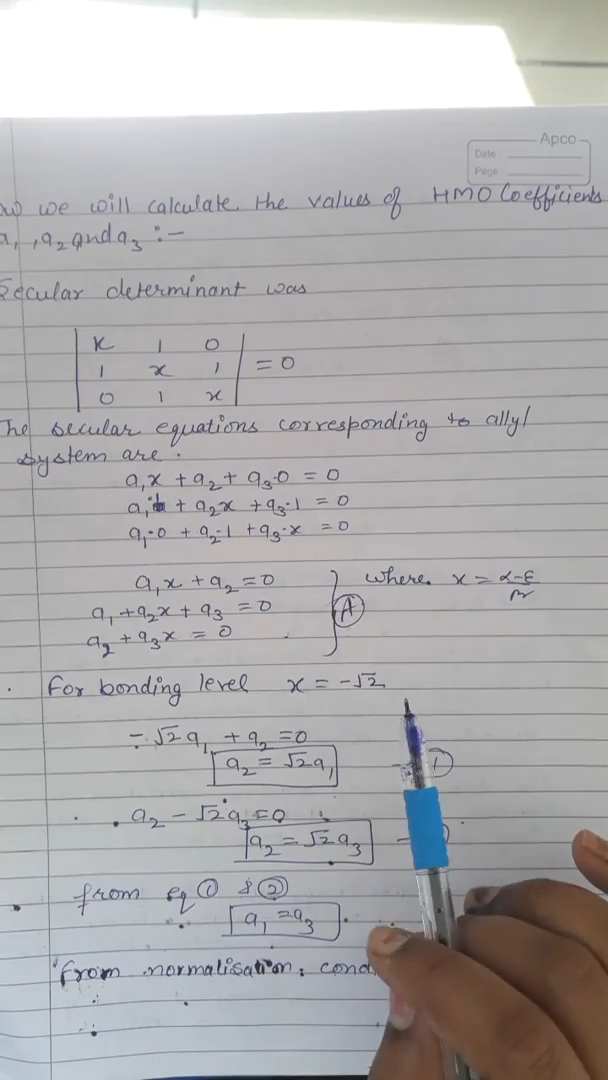 Apco
Date
Page
we will calculate the values of HMO Coefficients
a₁, a₂ and a₃ :-
Secular determinant was
| x 1 0 |
| 1 x 1 | = 0
| 0 1 x |
The secular equations corresponding to allyl
system are.
a₁x + a₂ + a₃·0 = 0
a₁·1 + a₂x + a₃·1 = 0
a₁·0 + a₂·1 + a₃·x = 0
a₁x + a₂ = 0 where x = α-E/β
a₁ + a₂x + a₃ = 0 } (A)
a₂ + a₃x = 0
For bonding level x = -√2
-√2 a₁ + a₂ = 0
a₂ = √2a₁ - (1)
a₂ - √2a₃ = 0
a₂ = √2a₃ -
from eq (1) & (2)
a₁ = a₃
From normalisation,